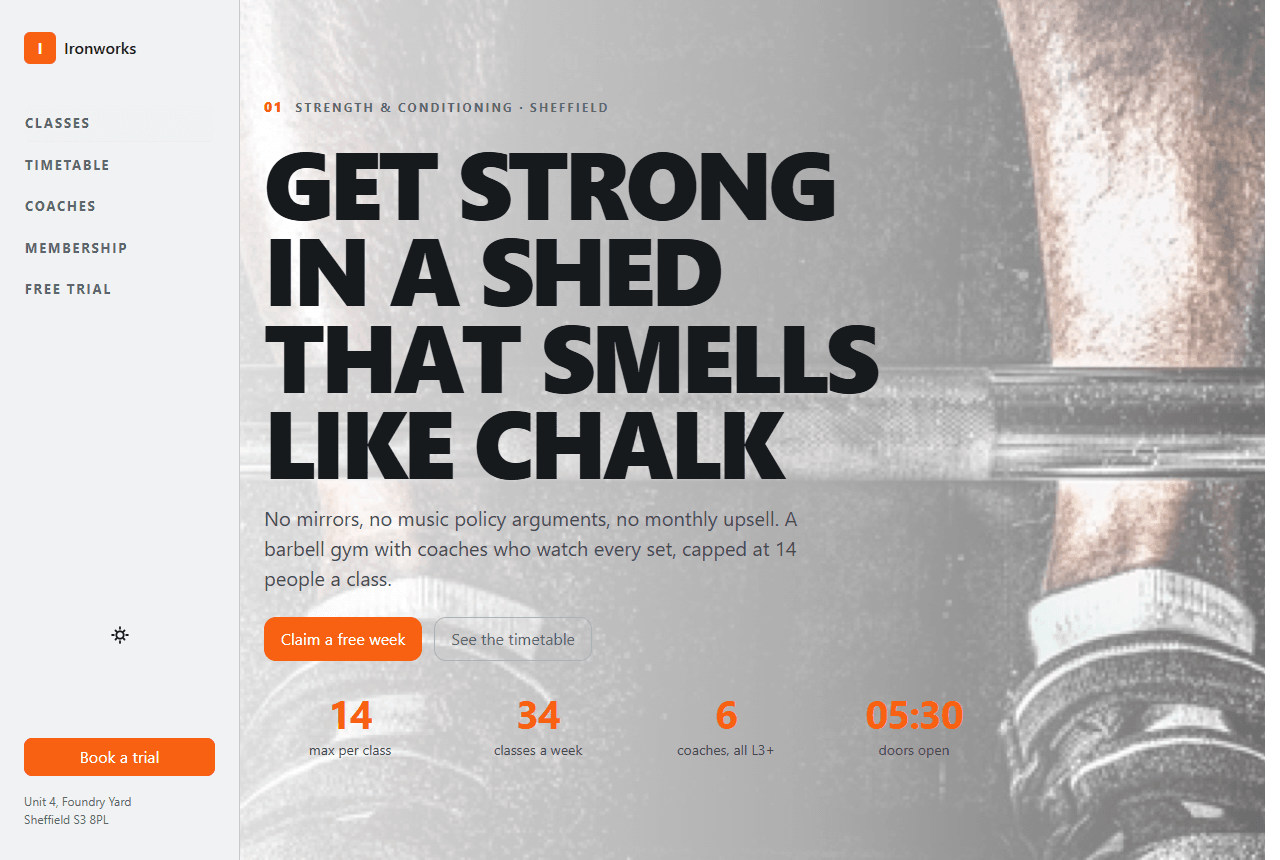 I Ironworks
CLASSES
TIMETABLE
COACHES
MEMBERSHIP
FREE TRIAL
Book a trial
Unit 4, Foundry Yard
Sheffield S3 8PL
01 STRENGTH & CONDITIONING · SHEFFIELD
GET STRONG
IN A SHED
THAT SMELLS
LIKE CHALK
No mirrors, no music policy arguments, no monthly upsell. A
barbell gym with coaches who watch every set, capped at 14
people a class.
Claim a free week
See the timetable
14
max per class
34
classes a week
6
coaches, all L3+
05:30
doors open